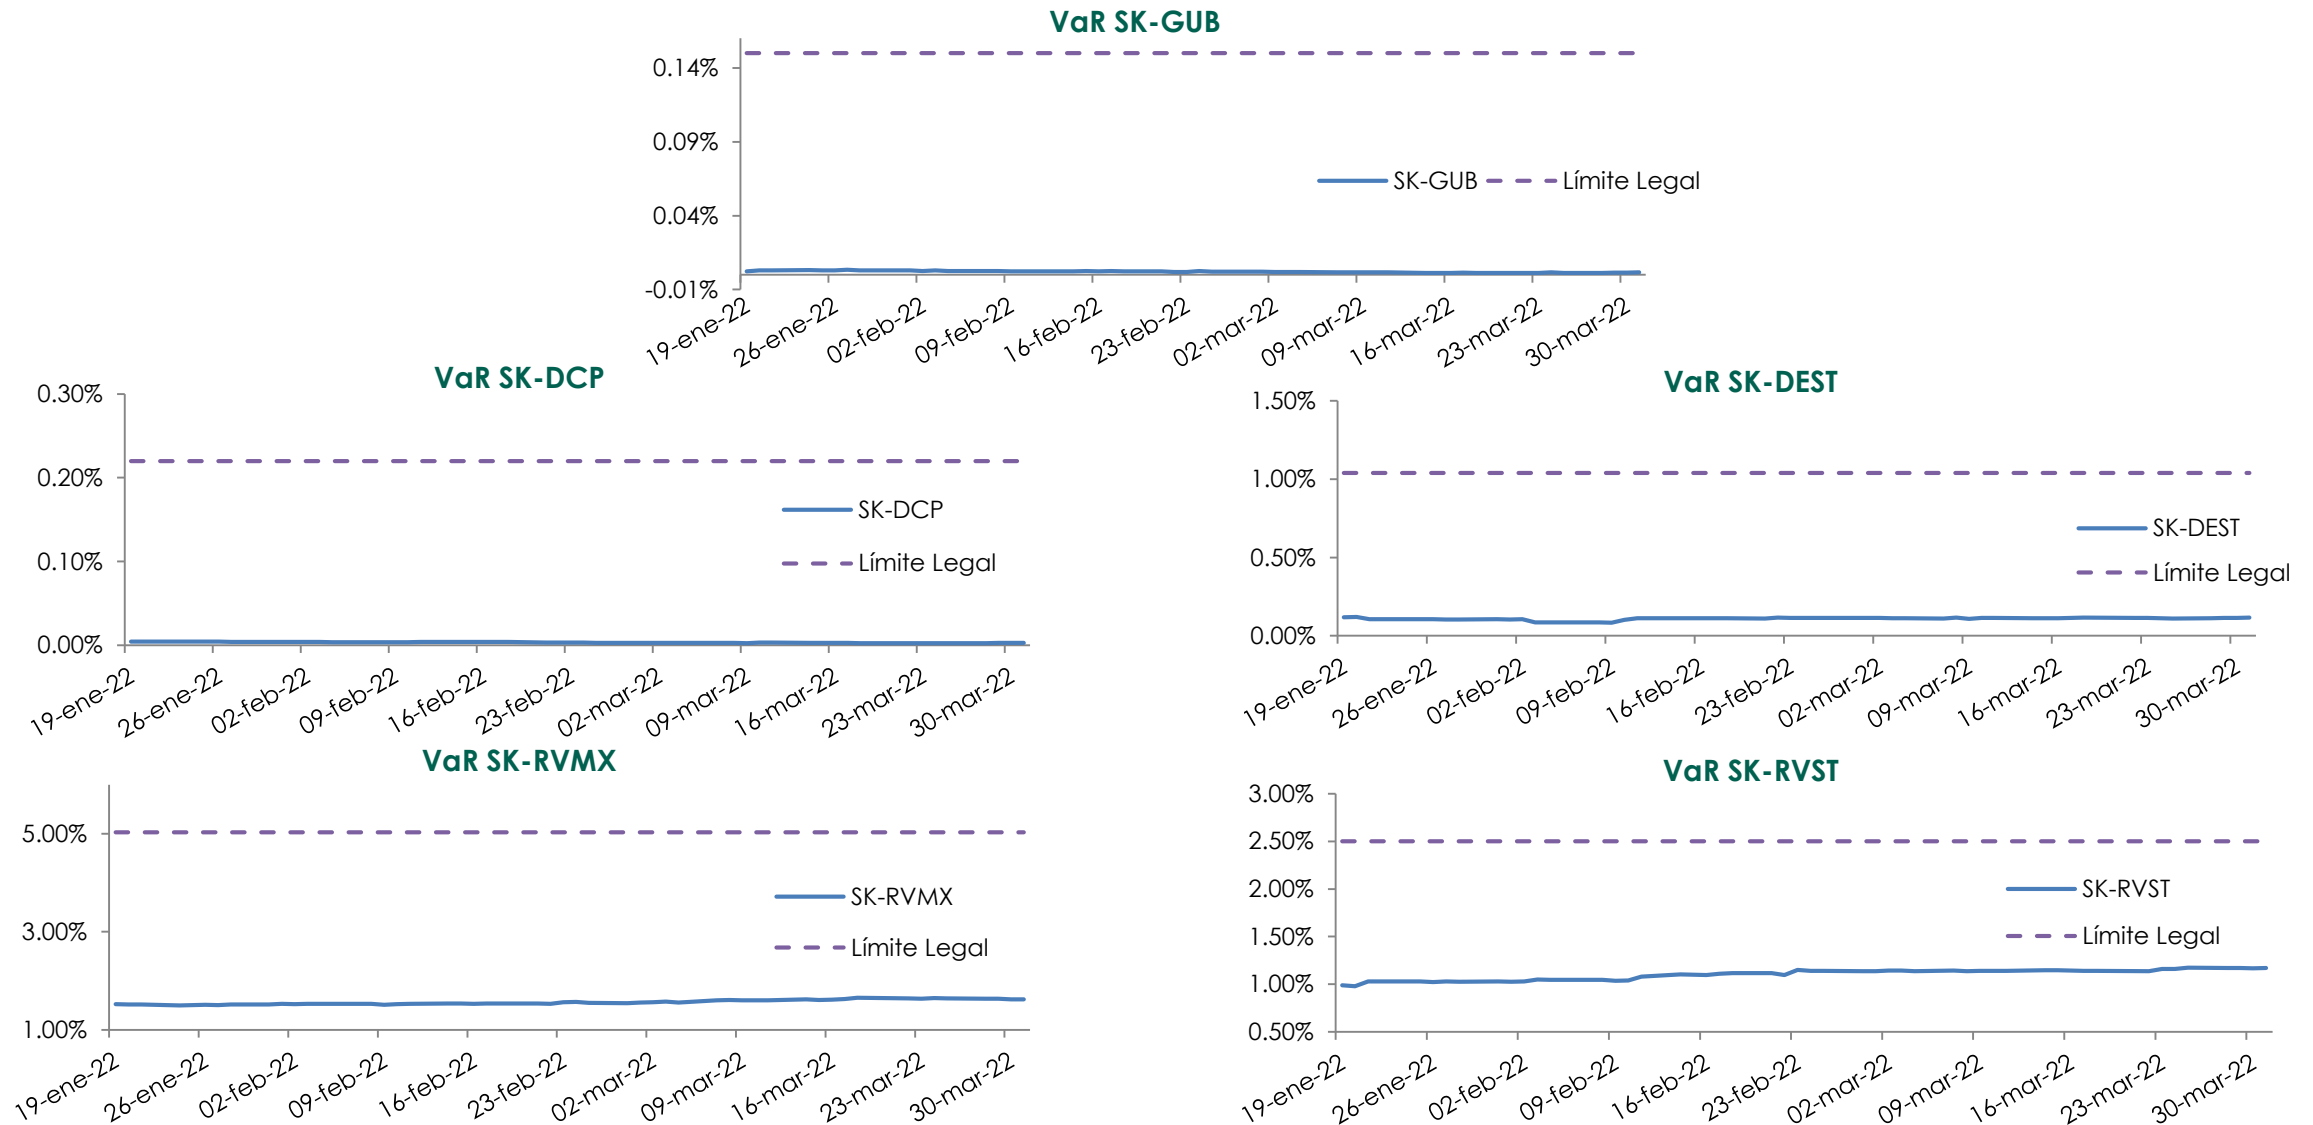 VaR SK-GUB
0.14%
0.09%
0.04%
-0.01%
SK-GUB
Límite Legal
19-ene-22
26-ene-22
02-feb-22
09-feb-22
16-feb-22
23-feb-22
02-mar-22
09-mar-22
16-mar-22
23-mar-22
30-mar-22
VaR SK-DCP
0.30%
0.20%
0.10%
0.00%
SK-DCP
Límite Legal
19-ene-22
26-ene-22
02-feb-22
09-feb-22
16-feb-22
23-feb-22
02-mar-22
09-mar-22
16-mar-22
23-mar-22
30-mar-22
VaR SK-DEST
1.50%
1.00%
0.50%
0.00%
SK-DEST
Límite Legal
19-ene-22
26-ene-22
02-feb-22
09-feb-22
16-feb-22
23-feb-22
02-mar-22
09-mar-22
16-mar-22
23-mar-22
30-mar-22
VaR SK-RVMX
5.00%
3.00%
1.00%
SK-RVMX
Límite Legal
19-ene-22
26-ene-22
02-feb-22
09-feb-22
16-feb-22
23-feb-22
02-mar-22
09-mar-22
16-mar-22
23-mar-22
30-mar-22
VaR SK-RVST
3.00%
2.50%
2.00%
1.50%
1.00%
0.50%
SK-RVST
Límite Legal
19-ene-22
26-ene-22
02-feb-22
09-feb-22
16-feb-22
23-feb-22
02-mar-22
09-mar-22
16-mar-22
23-mar-22
30-mar-22